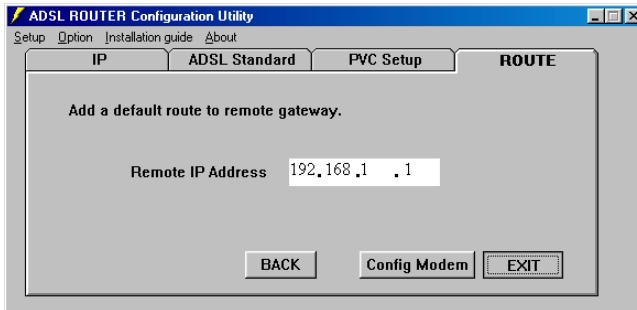 ADSL ROUTER Configuration Utility
Setup Option Installation guide About
IP ADSL Standard PVC Setup ROUTE
Add a default route to remote gateway.
Remote IP Address 192.168.1.1
BACK Config Modem EXIT